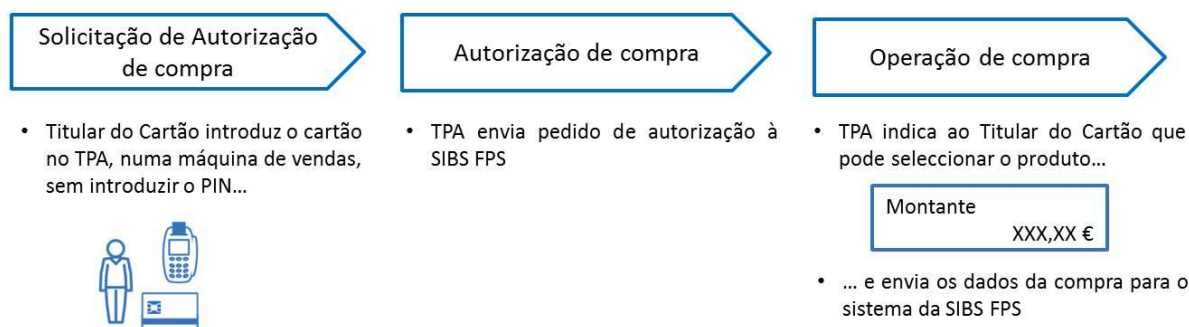 Solicitação de Autorização
de compra
• Titular do Cartão introduz o cartão
no TPA, numa máquina de vendas,
sem introduzir o PIN...
Autorização de compra
• TPA envia pedido de autorização à
SIBS FPS
Operação de compra
• TPA indica ao Titular do Cartão que
pode seleccionar o produto...
Montante
XXX,XX €
• ... e envia os dados da compra para o
sistema da SIBS FPS